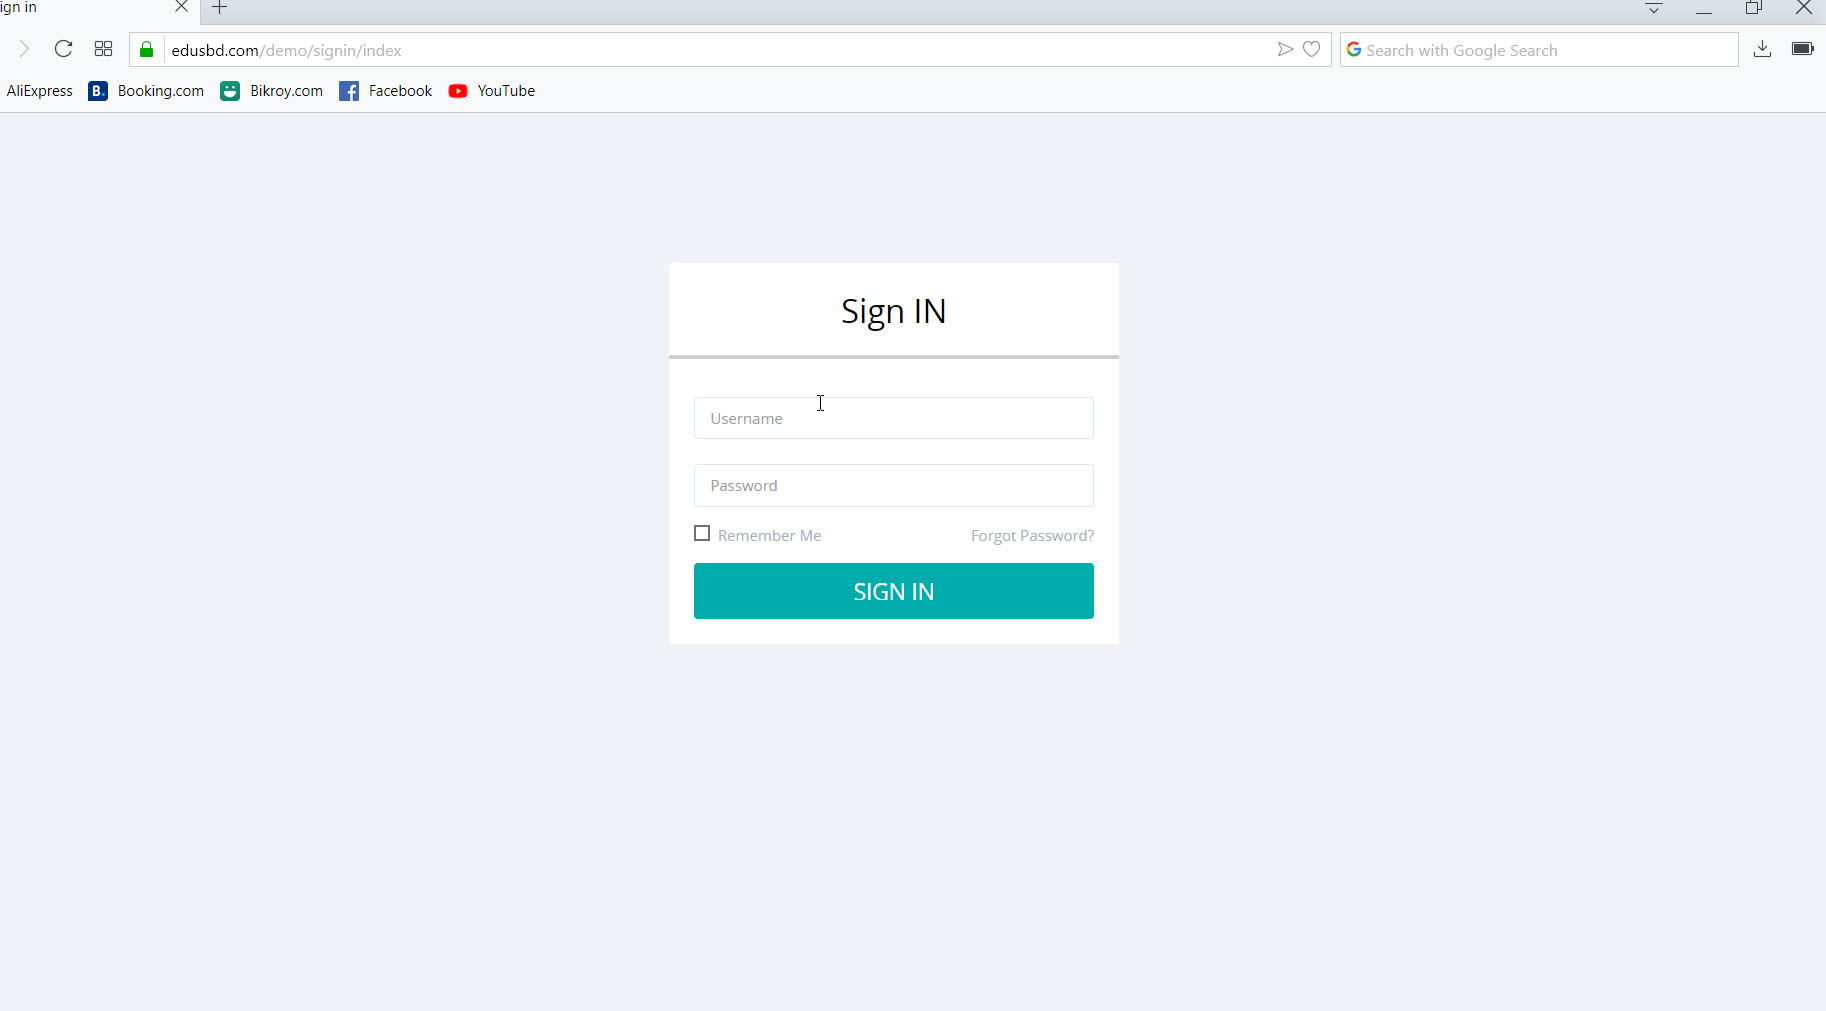 ign in
edusbd.com/demo/signin/index
Search with Google Search
AliExpress B. Booking.com Bikroy.com f Facebook YouTube
Sign IN
Username
Password
Remember Me Forgot Password?
SIGN IN